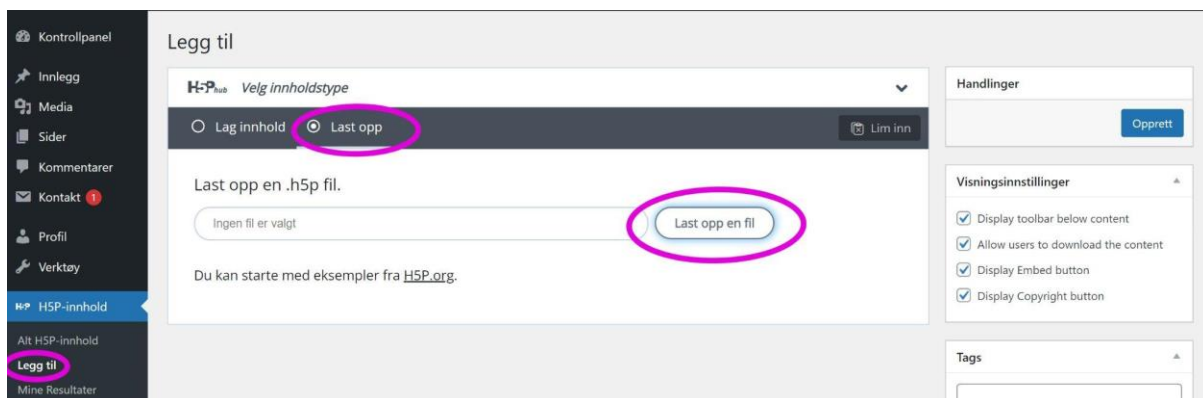 Kontrollpanel
Innlegg
Media
Sider
Kommentarer
Kontakt 1
Profil
Verktøy
H5P H5P-innhold
Alt H5P-innhold
Legg til
Mine Resultater
Legg til
H5P hub Velg innholdstype
Lag innhold Last opp Lim inn
Last opp en .h5p fil.
Ingen fil er valgt Last opp en fil
Du kan starte med eksempler fra H5P.org.
Handlinger
Opprett
Visningsinnstillinger
Display toolbar below content
Allow users to download the content
Display Embed button
Display Copyright button
Tags